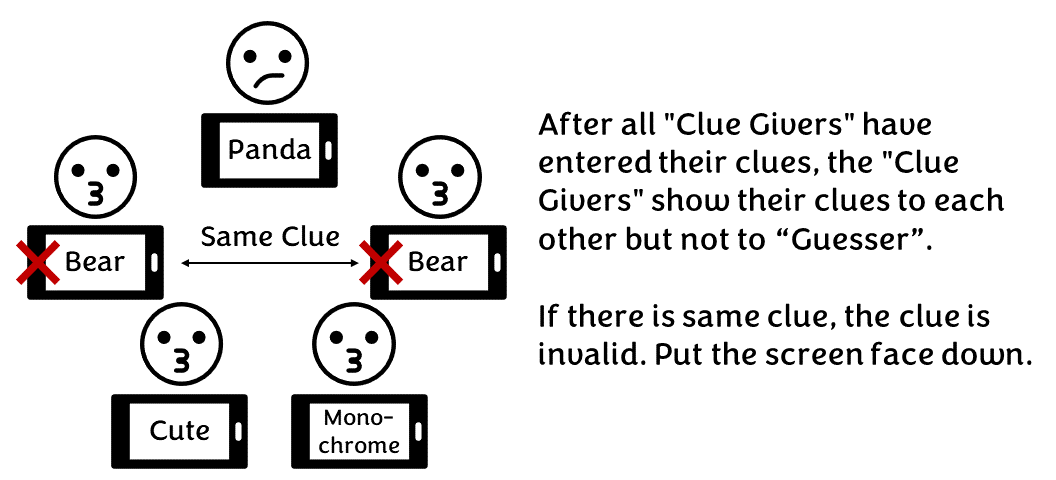 Panda
Bear
Same Clue
Bear
Cute
Mono-
chrome
After all "Clue Givers" have
entered their clues, the "Clue
Givers" show their clues to each
other but not to “Guesser”.
If there is same clue, the clue is
invalid. Put the screen face down.